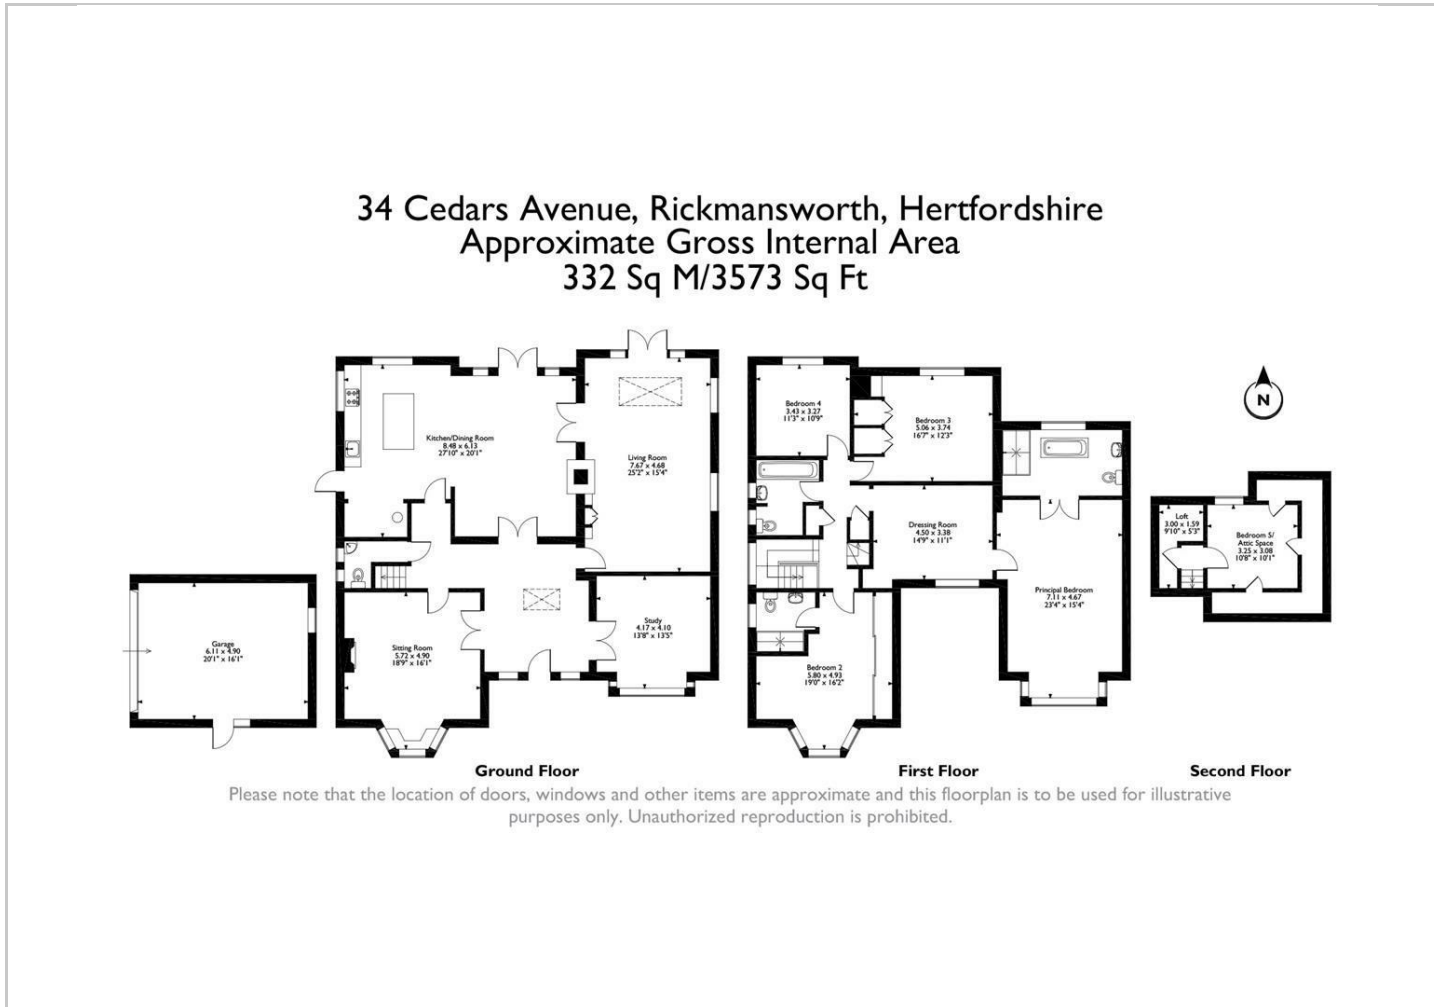 34 Cedars Avenue, Rickmansworth, Hertfordshire
Approximate Gross Internal Area
332 Sq M/3573 Sq Ft
Kitchen/Dining Room
8.48 x 6.13
27'10" x 20'1"
Living Room
7.67 x 4.68
25'2" x 15'4"
Garage
6.11 x 4.90
20'1" x 16'1"
Sitting Room
5.72 x 4.90
18'9" x 16'1"
Study
4.17 x 4.10
13'8" x 13'5"
Ground Floor
Bedroom 4
3.43 x 3.27
11'3" x 10'9"
Bedroom 3
5.06 x 3.74
16'7" x 12'3"
Dressing Room
4.50 x 3.38
14'9" x 11'1"
Principal Bedroom
7.11 x 4.67
23'4" x 15'4"
Bedroom 2
5.80 x 4.93
19'0" x 16'2"
First Floor
N
Loft
3.00 x 1.59
9'10" x 5'3"
Bedroom 5/
Attic Space
3.25 x 3.08
10'8" x 10'1"
Second Floor
Please note that the location of doors, windows and other items are approximate and this floorplan is to be used for illustrative
purposes only. Unauthorized reproduction is prohibited.